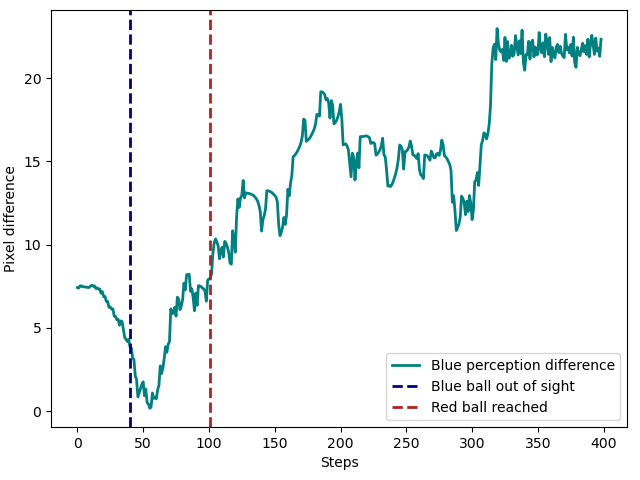 Pixel difference
20
15
10
5
0
0 50 100 150 200 250 300 350 400
Steps
Blue perception difference
Blue ball out of sight
Red ball reached